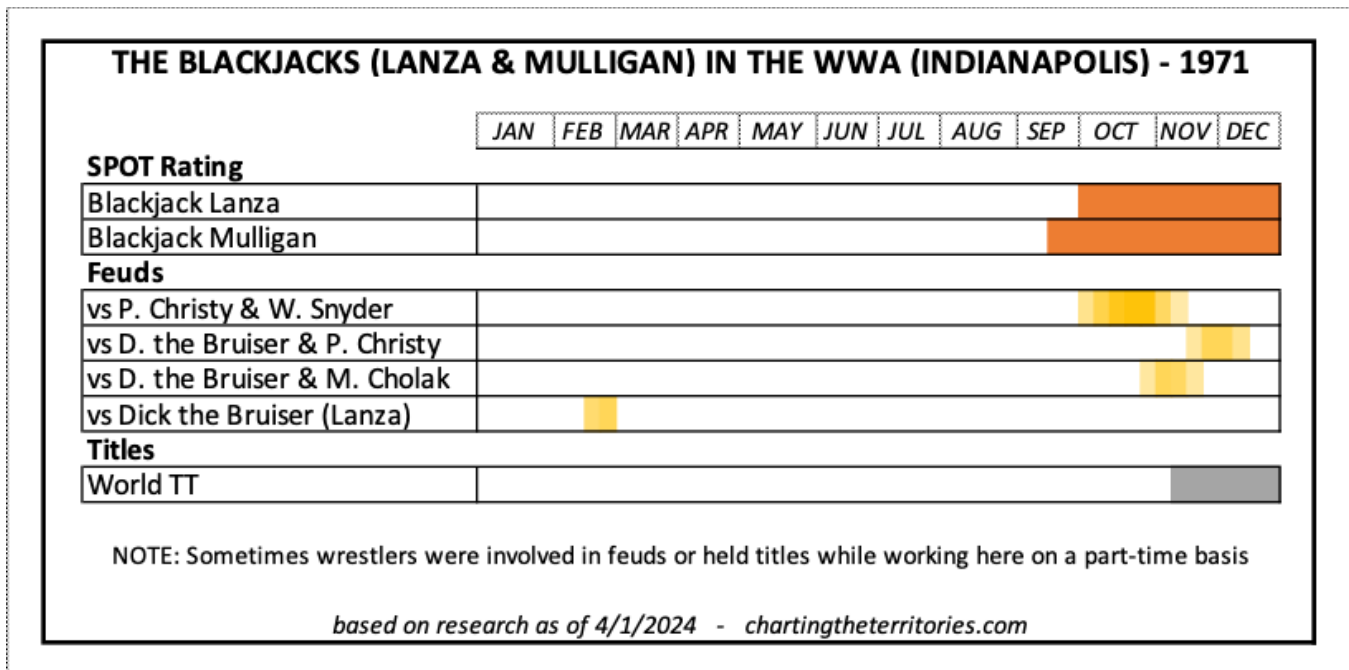 THE BLACKJACKS (LANZA & MULLIGAN) IN THE WWA (INDIANAPOLIS) - 1971
JAN FEB MAR APR MAY JUN JUL AUG SEP OCT NOV DEC
SPOT Rating
Blackjack Lanza
Blackjack Mulligan
Feuds
vs P. Christy & W. Snyder
vs D. the Bruiser & P. Christy
vs D. the Bruiser & M. Cholak
vs Dick the Bruiser (Lanza)
Titles
World TT
NOTE: Sometimes wrestlers were involved in feuds or held titles while working here on a part-time basis
based on research as of 4/1/2024 - chartingtheterritories.com